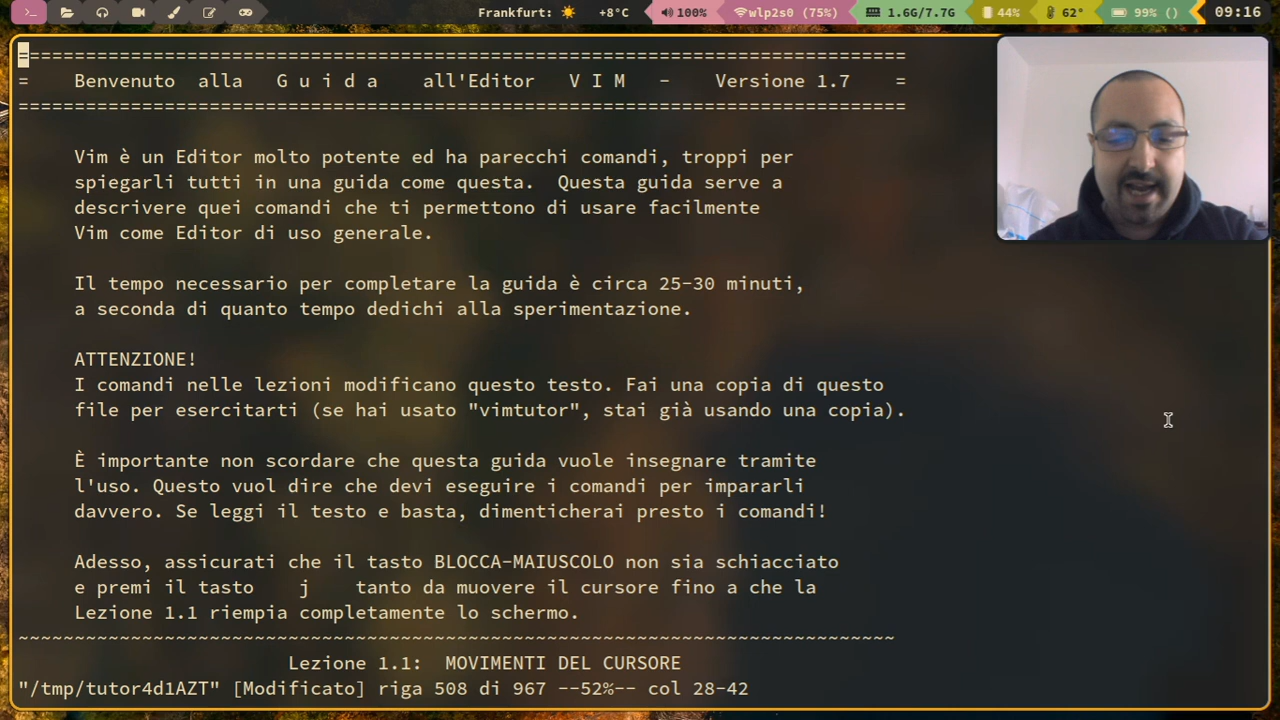 Frankfurt: +8°C 100% wlp2s0 (75%) 1.6G/7.7G 44% 62° 99% () 09:16
==============================================================================
=    Benvenuto  alla   G u i d a    all'Editor   V I M   -    Versione 1.7    =
==============================================================================
Vim è un Editor molto potente ed ha parecchi comandi, troppi per
spiegarli tutti in una guida come questa.  Questa guida serve a
descrivere quei comandi che ti permettono di usare facilmente
Vim come Editor di uso generale.
Il tempo necessario per completare la guida è circa 25-30 minuti,
a seconda di quanto tempo dedichi alla sperimentazione.
ATTENZIONE!
I comandi nelle lezioni modificano questo testo. Fai una copia di questo
file per esercitarti (se hai usato "vimtutor", stai già usando una copia).
È importante non scordare che questa guida vuole insegnare tramite
l'uso. Questo vuol dire che devi eseguire i comandi per impararli
davvero. Se leggi il testo e basta, dimenticherai presto i comandi!
Adesso, assicurati che il tasto BLOCCA-MAIUSCOLO non sia schiacciato
e premi il tasto    j    tanto da muovere il cursore fino a che la
Lezione 1.1 riempia completamente lo schermo.
~~~~~~~~~~~~~~~~~~~~~~~~~~~~~~~~~~~~~~~~~~~~~~~~~~~~~~~~~~~~~~~~~~~~~~~~~~~~~~
Lezione 1.1:  MOVIMENTI DEL CURSORE
"/tmp/tutor4d1AZT" [Modificato] riga 508 di 967 --52%-- col 28-42